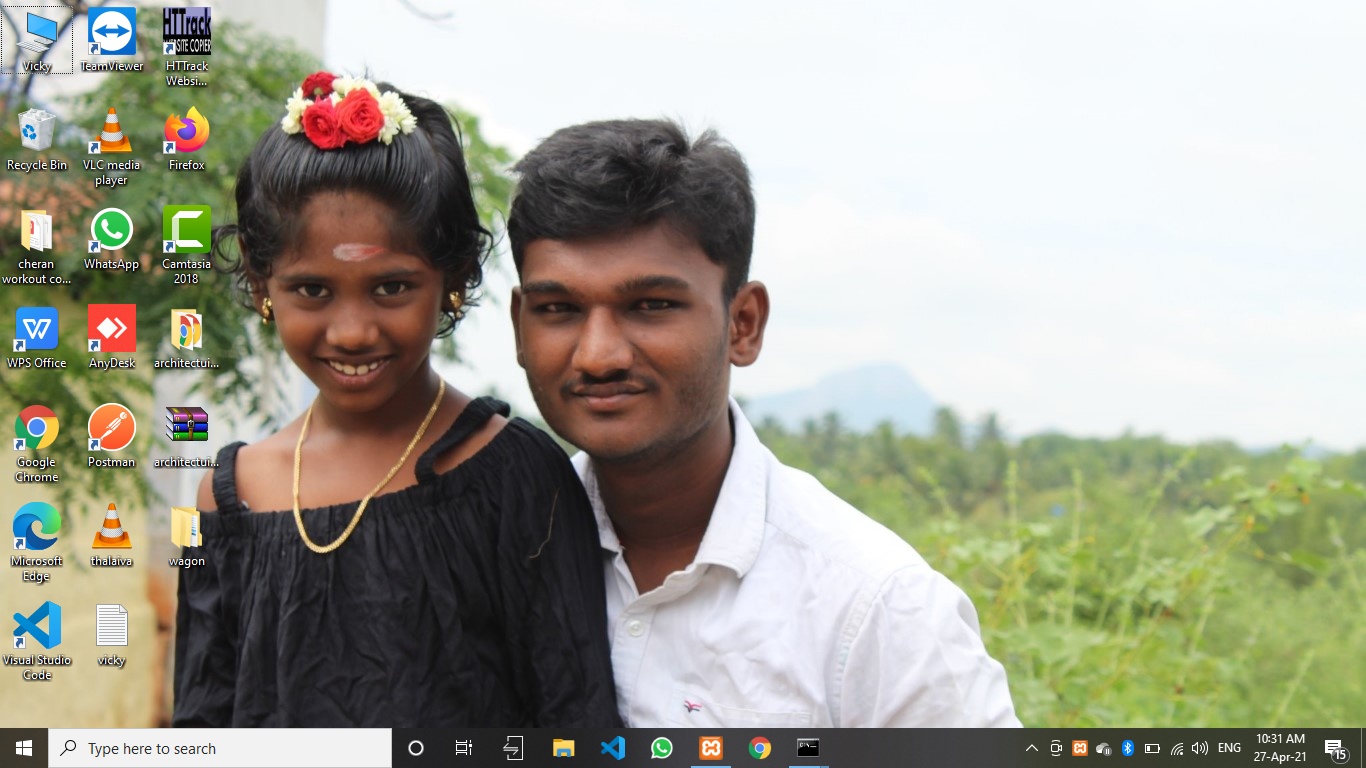 Vicky
TeamViewer
HTTrack
WEBSITE COPIER
HTTrack
Websi...
Recycle Bin
VLC media
player
Firefox
cheran
workout co...
WhatsApp
Camtasia
2018
WPS Office
AnyDesk
architectui...
Google
Chrome
Postman
architectui...
Microsoft
Edge
thalaiva
wagon
Visual Studio
Code
vicky
Type here to search
ENG
10:31 AM
27-Apr-21
15